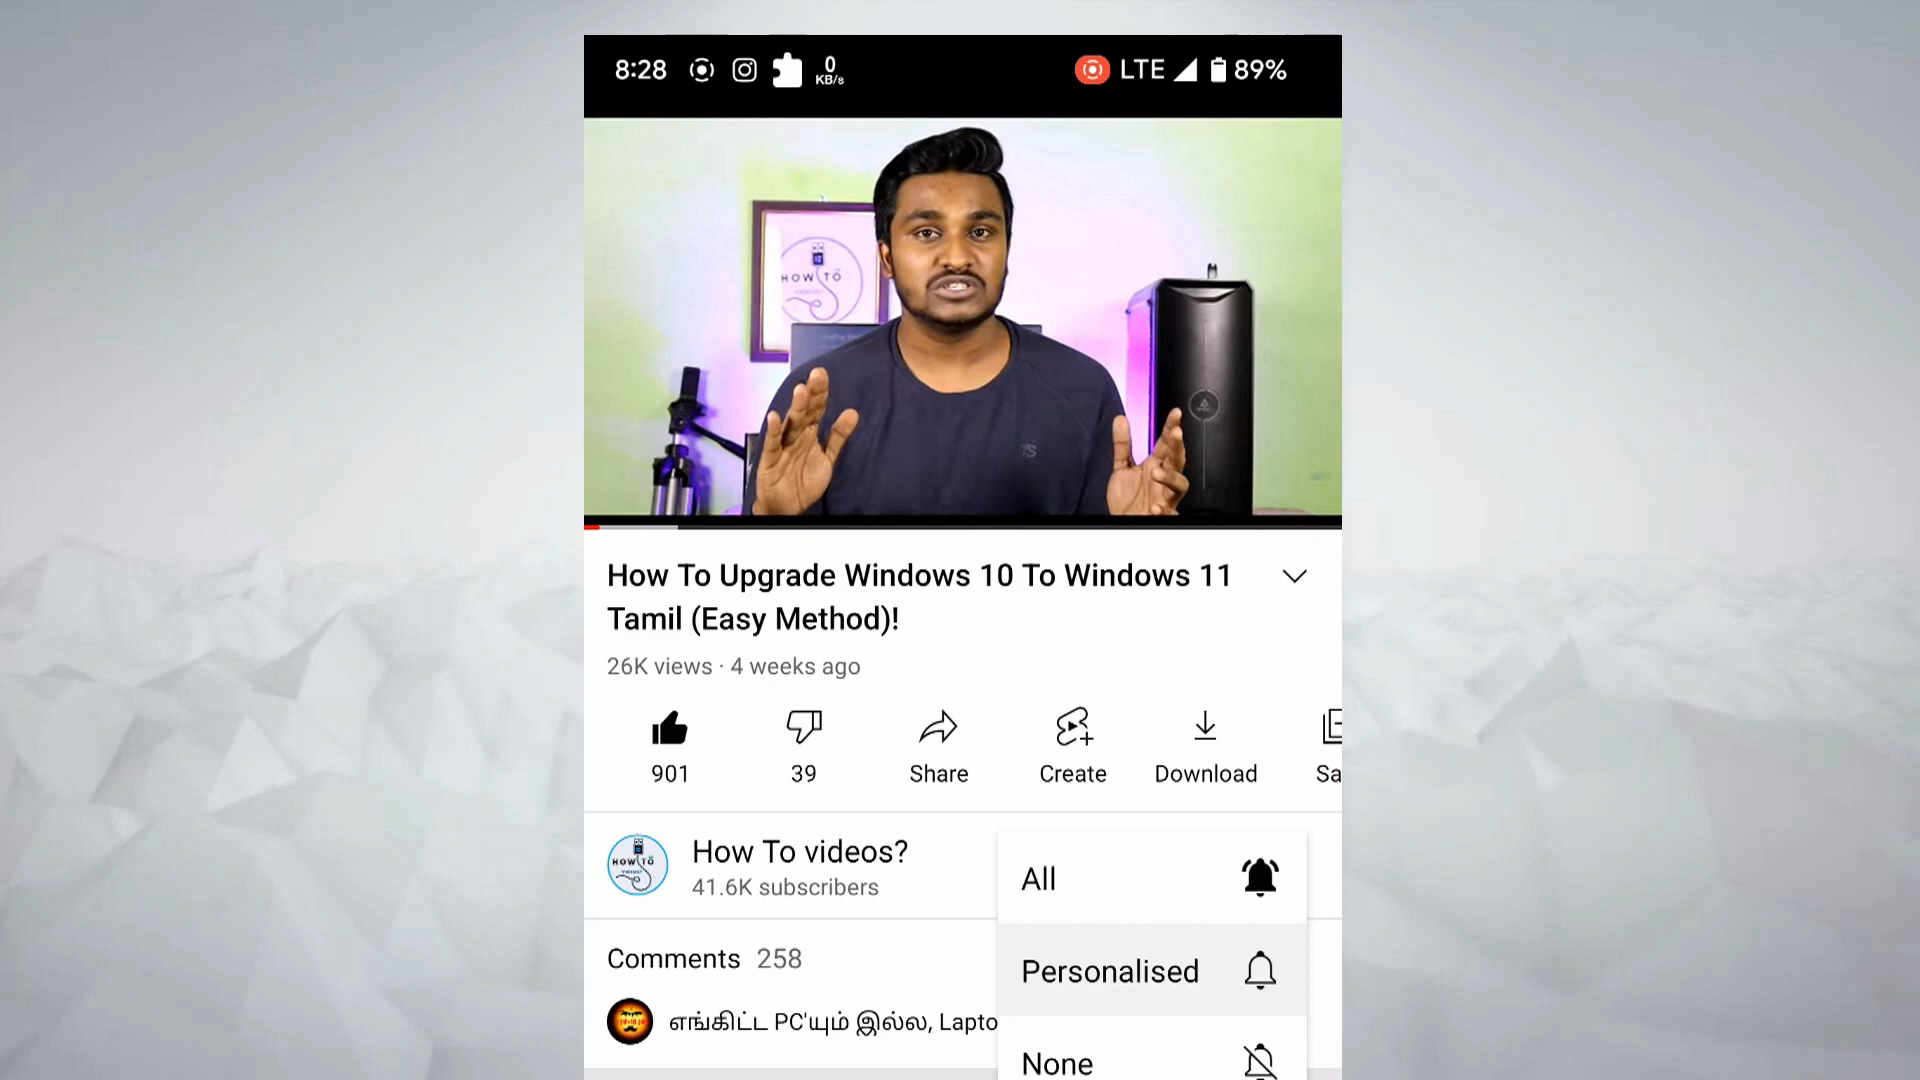 8:28
0
KB/s
LTE
89%
HOW TO
How To Upgrade Windows 10 To Windows 11
Tamil (Easy Method)!
26K views · 4 weeks ago
901
39
Share
Create
Download
Sa
HOW TO
How To videos?
41.6K subscribers
All
Personalised
None
Comments 258
எங்கிட்ட PC'யும் இல்ல, Lapto